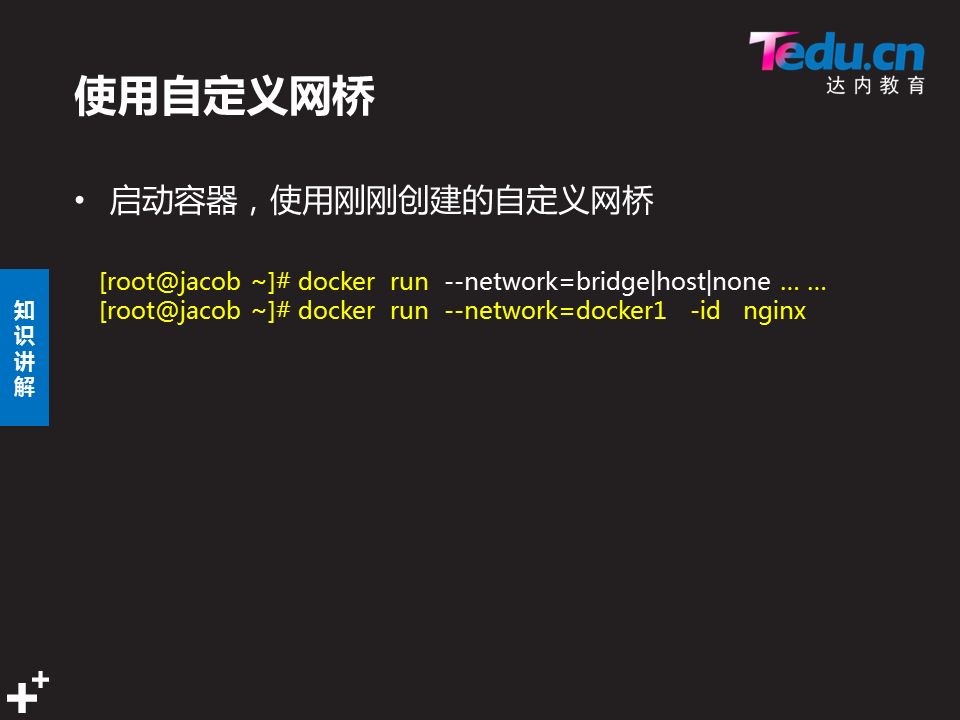 Tedu.cn
达内教育
使用自定义网桥
• 启动容器，使用刚刚创建的自定义网桥
[root@jacob ~]# docker run --network=bridge|host|none … …
[root@jacob ~]# docker run --network=docker1 -id nginx
知
识
讲
解